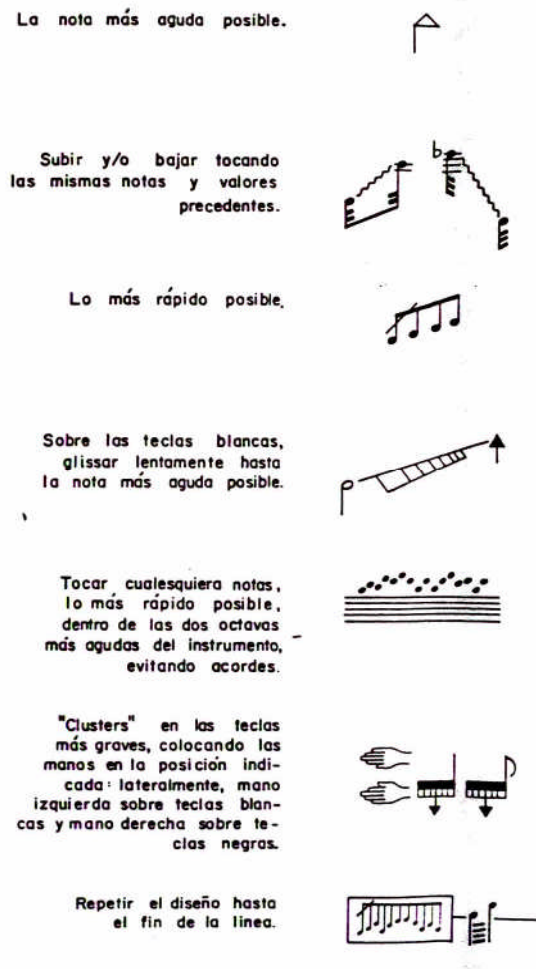 La nota más aguda posible.
Subir y/o bajar tocando
las mismas notas y valores
precedentes.
Lo más rápido posible.
Sobre las teclas blancas,
glissar lentamente hasta
la nota más aguda posible.
Tocar cualesquiera notas,
lo más rápido posible,
dentro de las dos octavas
más agudas del instrumento,
evitando acordes.
"Clusters" en las teclas
más graves, colocando las
manos en la posición indi-
cada: lateralmente, mano
izquierda sobre teclas blan-
cas y mano derecha sobre te-
clas negras.
Repetir el diseño hasta
el fin de la linea.